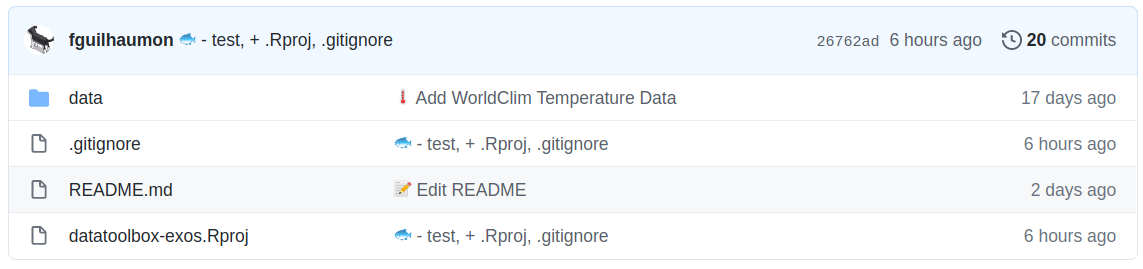 fguilhaumon 🐟 - test, + .Rproj, .gitignore 26762ad 6 hours ago 20 commits
data 🌡️ Add WorldClim Temperature Data 17 days ago
.gitignore 🐟 - test, + .Rproj, .gitignore 6 hours ago
README.md 📝 Edit README 2 days ago
datatoolbox-exos.Rproj 🐟 - test, + .Rproj, .gitignore 6 hours ago